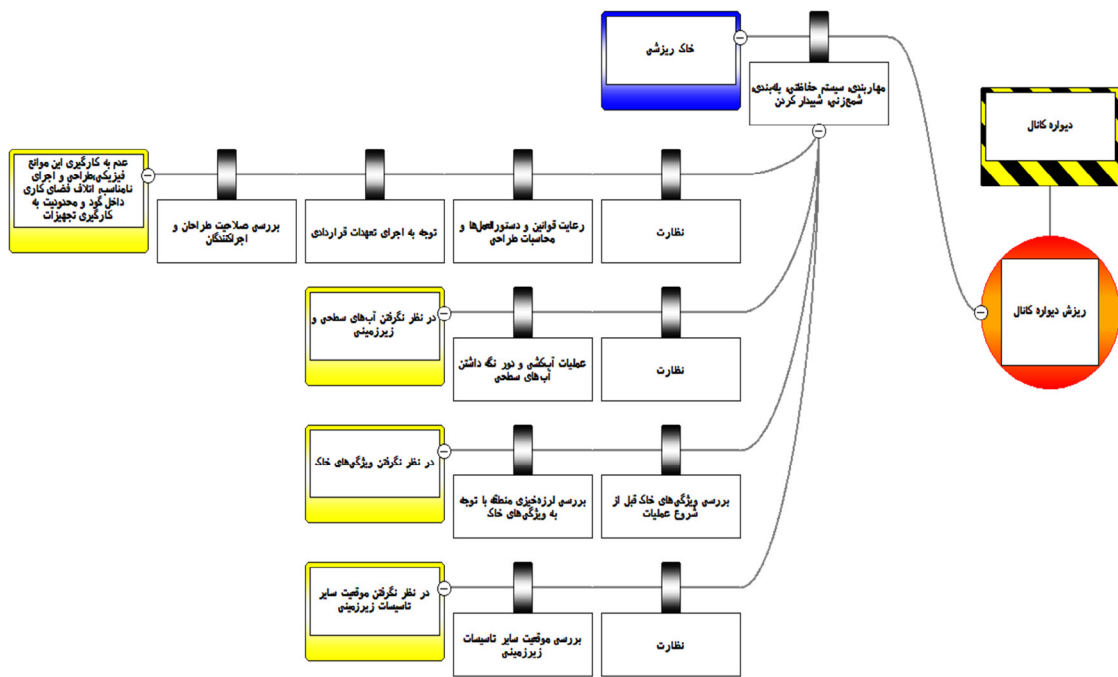 خاک ریزشی
مهاربندی، سیستم حفاظتی، پله‌بندی،
شمع‌زنی، شیبدار کردن
دیواره کانال
ریزش دیواره کانال
عدم به کارگیری این موانع
فیزیکی،طراحی و اجرای
نامناسب، اتلاف فضای کاری
داخل گود و محدودیت به
کارگیری تجهیزات
بررسی صلاحیت طراحان و
اجراکنندگان
توجه به اجرای تعهدات قراردادی
رعایت قوانین و دستورالعمل‌ها و
محاسبات طراحی
نظارت
در نظر نگرفتن آب‌های سطحی و
زیرزمینی
عملیات آبکشی و دور نگه داشتن
آب‌های سطحی
نظارت
در نظر نگرفتن ویژگی‌های خاک
بررسی لرزه‌خیزی منطقه با توجه
به ویژگی‌های خاک
بررسی ویژگی‌های خاک قبل از
شروع عملیات
در نظر نگرفتن موقعیت سایر
تاسیسات زیرزمینی
بررسی موقعیت سایر تاسیسات
زیرزمینی
نظارت